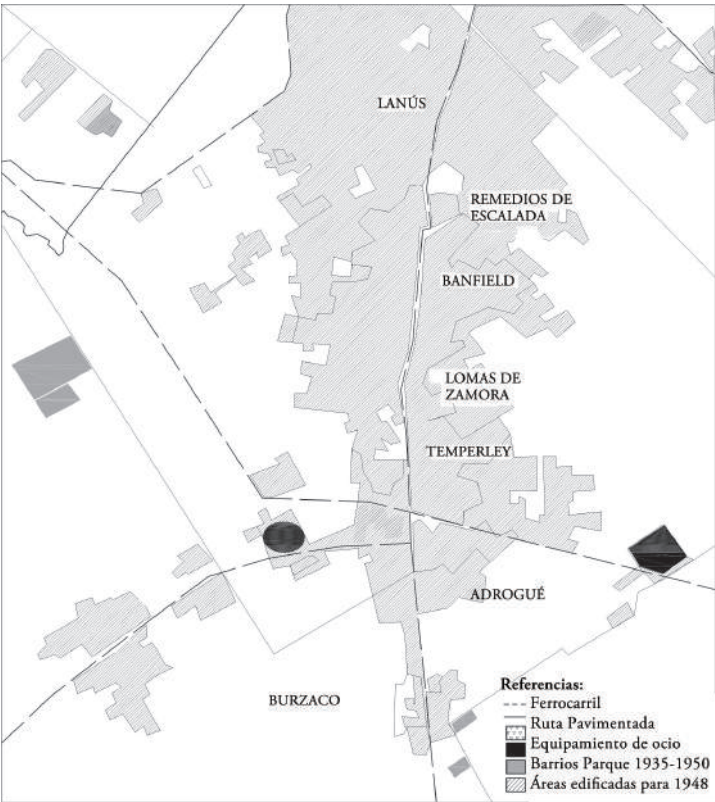 LANÚS
REMEDIOS DE
ESCALADA
BANFIELD
LOMAS DE
ZAMORA
TEMPERLEY
ADROGUÉ
BURZACO
Referencias:
Ferrocarril
Ruta Pavimentada
Equipamiento de ocio
Barrios Parque 1935-1950
Áreas edificadas para 1948